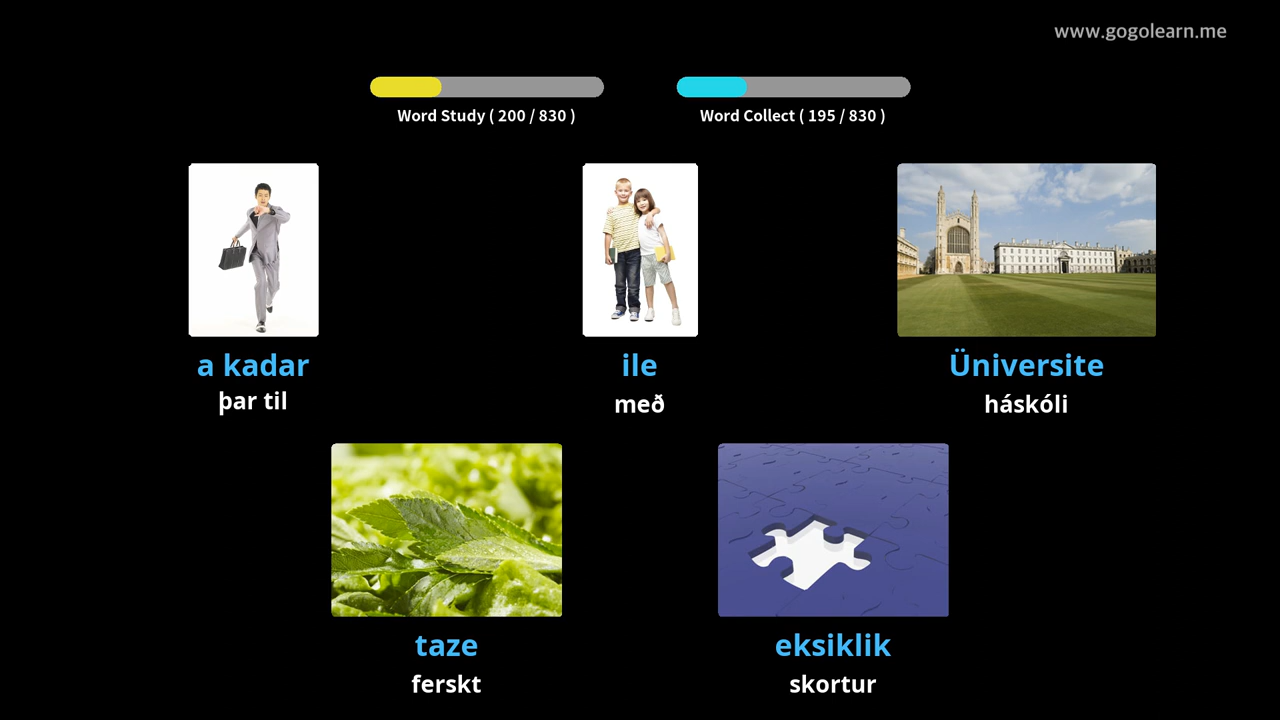 www.gogolearn.me
Word Study ( 200 / 830 )
Word Collect ( 195 / 830 )
a kadar
þar til
ile
með
Üniversite
háskóli
taze
ferskt
eksiklik
skortur